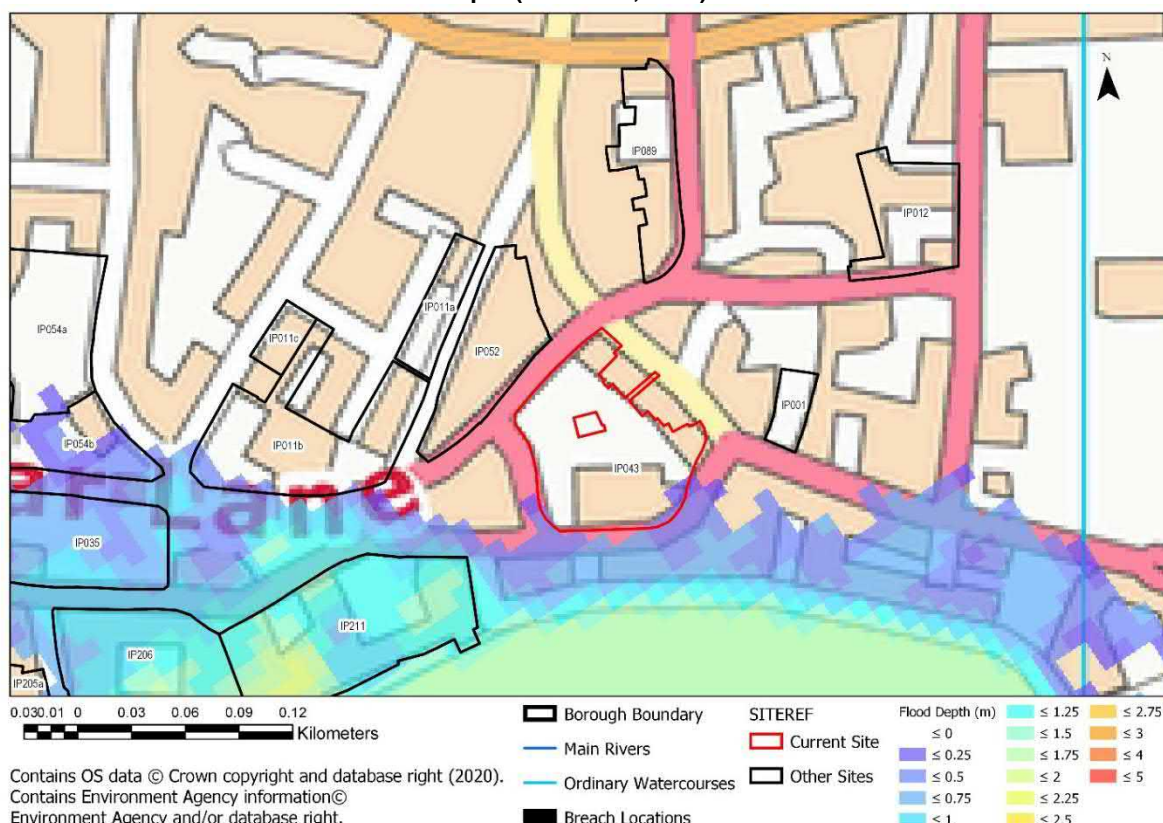 N
IP089
IP012
IP011a
IP054a
IP011c
IP052
IP001
IP054b
IP011b
IP043
IP035
IP211
IP206
IP205a
0.030.01 0 0.03 0.06 0.09 0.12
Kilometers
Contains OS data © Crown copyright and database right (2020).
Contains Environment Agency information©
Environment Agency and/or database right.
Borough Boundary
Main Rivers
Ordinary Watercourses
Breach Locations
SITEREF
Current Site
Other Sites
Flood Depth (m)
≤ 0
≤ 0.25
≤ 0.5
≤ 0.75
≤ 1
≤ 1.25
≤ 1.5
≤ 1.75
≤ 2
≤ 2.25
≤ 2.5
≤ 2.75
≤ 3
≤ 4
≤ 5